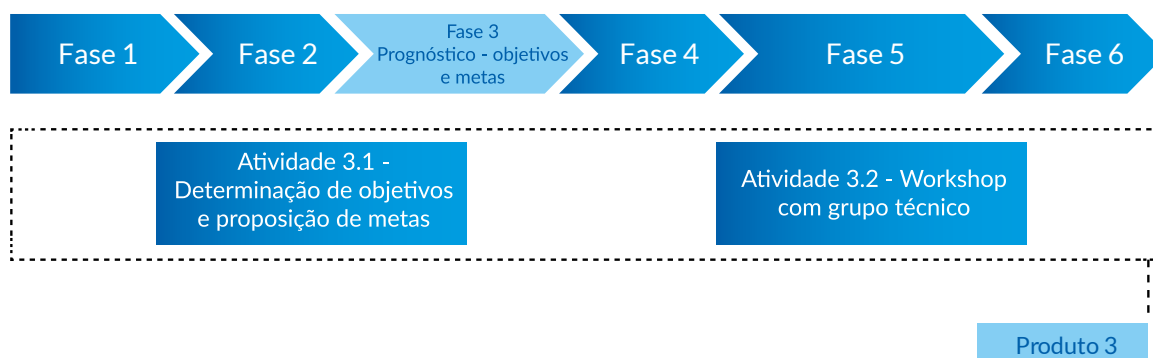 Fase 1
Fase 2
Fase 3
Prognóstico - objetivos
e metas
Fase 4
Fase 5
Fase 6
Atividade 3.1 -
Determinação de objetivos
e proposição de metas
Atividade 3.2 - Workshop
com grupo técnico
Produto 3